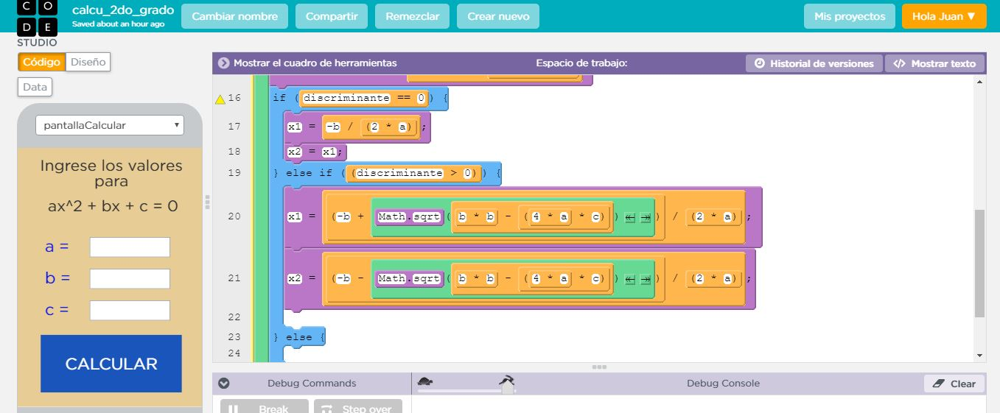 C O
D E
STUDIO
calcu_2do_grado
Saved about an hour ago
Cambiar nombre
Compartir
Remezclar
Crear nuevo
Mis proyectos
Hola Juan ▼
Código
Diseño
Data
pantallaCalcular
Ingrese los valores
para
ax^2 + bx + c = 0
a =
b =
c =
CALCULAR
Mostrar el cuadro de herramientas
Espacio de trabajo:
Historial de versiones
</> Mostrar texto
16 if (discriminante == 0) {
17 x1 = -b / (2 * a);
18 x2 = x1;
19 } else if ((discriminante > 0)) {
20 x1 = (-b + Math.sqrt(b * b - (4 * a * c))) / (2 * a);
21 x2 = (-b - Math.sqrt(b * b - (4 * a * c))) / (2 * a);
22
23 } else {
24
Debug Commands
Debug Console
Clear
Break
Step over